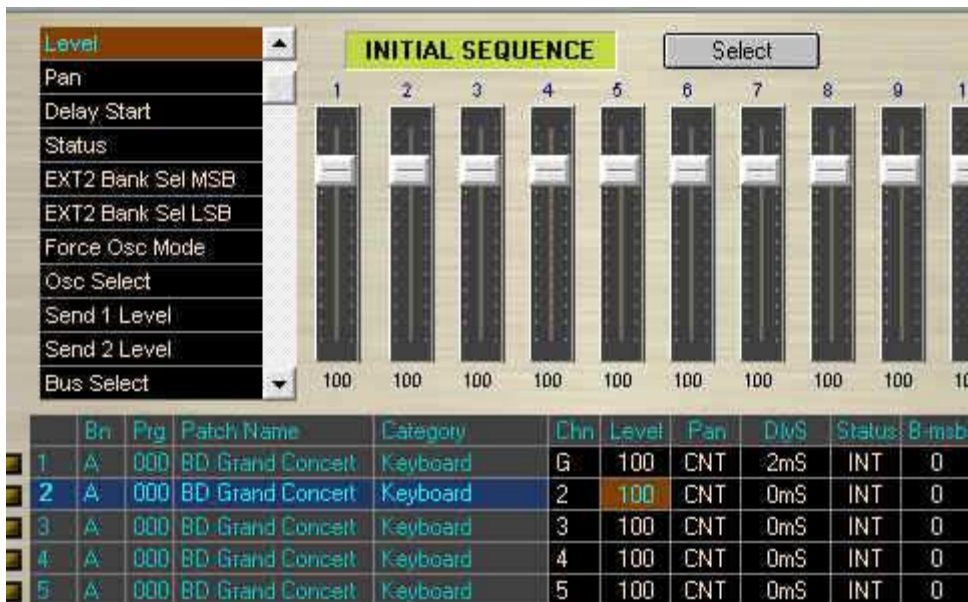 Level
Pan
Delay Start
Status
EXT2 Bank Sel MSB
EXT2 Bank Sel LSB
Force Osc Mode
Osc Select
Send 1 Level
Send 2 Level
Bus Select
INITIAL SEQUENCE Select
1 2 3 4 5 6 7 8 9 1
100 100 100 100 100 100 100 100 100 10
Bn Prg Patch Name Category Chn Level Pan DlyS Status B-msb
1 A 000 BD Grand Concert Keyboard G 100 CNT 2mS INT 0
2 A 000 BD Grand Concert Keyboard 2 100 CNT 0mS INT 0
3 A 000 BD Grand Concert Keyboard 3 100 CNT 0mS INT 0
4 A 000 BD Grand Concert Keyboard 4 100 CNT 0mS INT 0
5 A 000 BD Grand Concert Keyboard 5 100 CNT 0mS INT 0